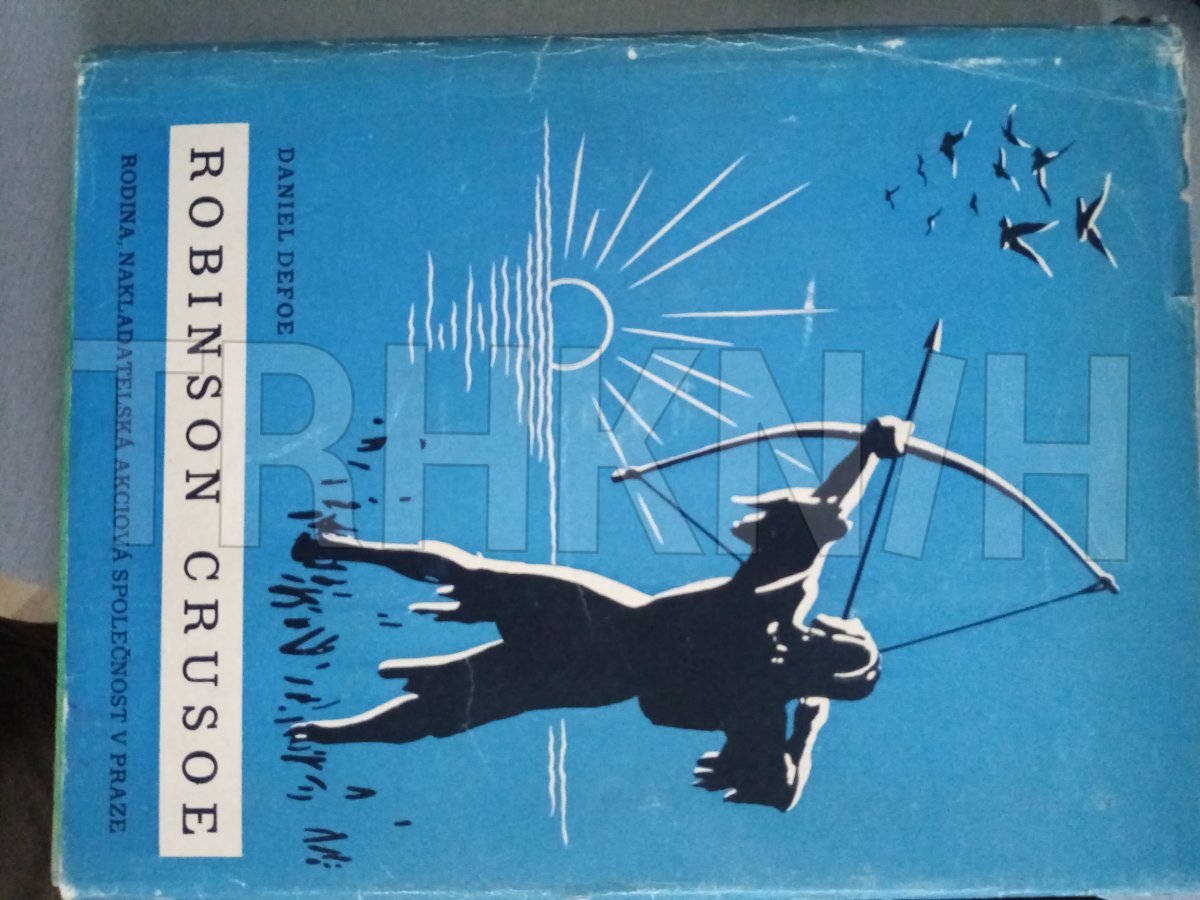 DANIEL DEFOE
ROBINSON CRUSOE
RODINA, NAKLADATELSKÁ AKCIOVÁ SPOLEČNOST V PRAZE
TRHKNIH